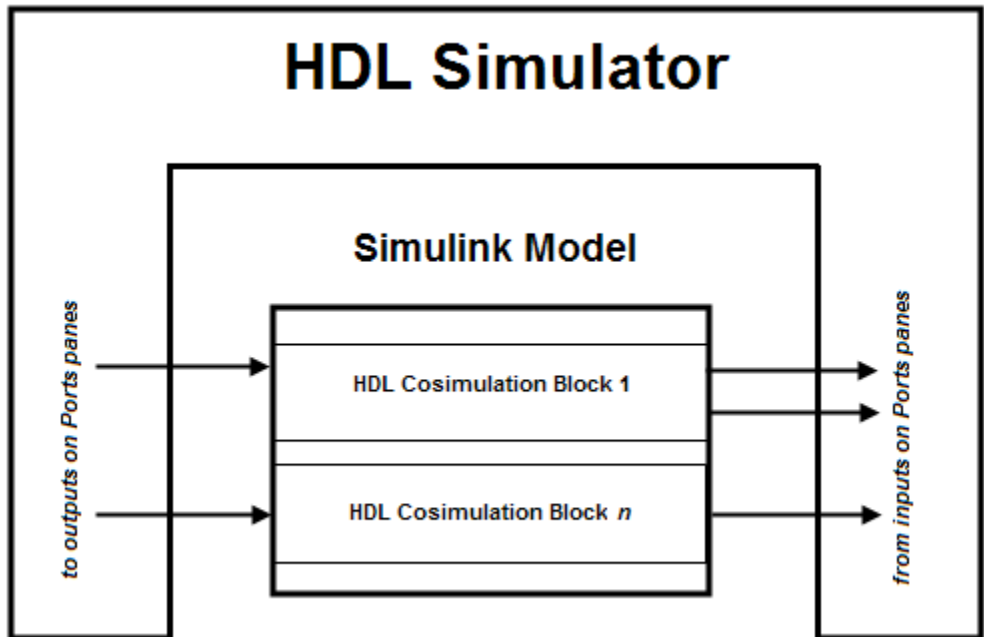 HDL Simulator
Simulink Model
to outputs on Ports panes
HDL Cosimulation Block 1
HDL Cosimulation Block n
from inputs on Ports panes